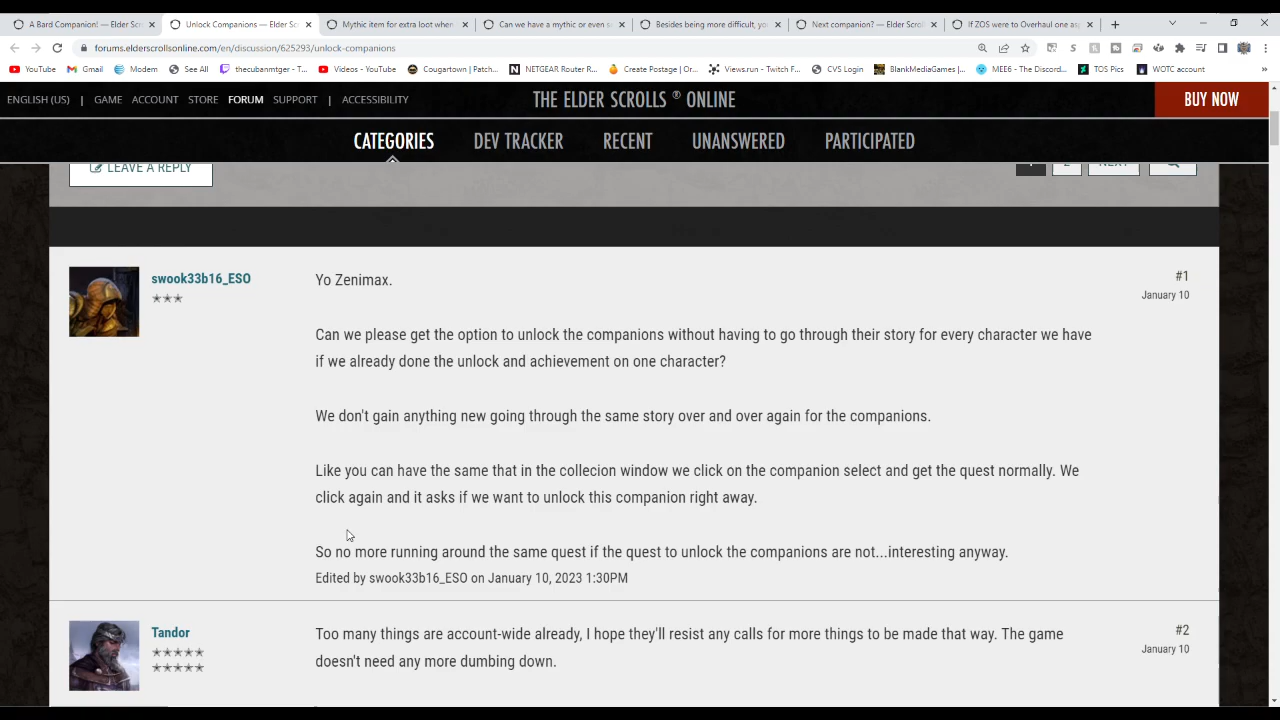 A Bard Companion! — Elder Sc
Unlock Companions — Elder Sc
Mythic item for extra loot when
Can we have a mythic or even s
Besides being more difficult, yo
Next companion? — Elder Scroll
If ZOS were to Overhaul one as
forums.elderscrollsonline.com/en/discussion/625293/unlock-companions
YouTube
Gmail
Modem
See All
thecubanmtger - T...
Videos - YouTube
Cougartown | Patch...
NETGEAR Router R...
Create Postage | Or...
Views.run - Twitch F...
CVS Login
BlankMediaGames |...
MEE6 - The Discord...
TOS Pics
WOTC account
ENGLISH (US) | GAME ACCOUNT STORE FORUM SUPPORT | ACCESSIBILITY
THE ELDER SCROLLS ® ONLINE
BUY NOW
CATEGORIES DEV TRACKER RECENT UNANSWERED PARTICIPATED
LEAVE A REPLY
2 NEXT
swook33b16_ESO
Yo Zenimax.
#1
January 10
Can we please get the option to unlock the companions without having to go through their story for every character we have
if we already done the unlock and achievement on one character?
We don't gain anything new going through the same story over and over again for the companions.
Like you can have the same that in the collecion window we click on the companion select and get the quest normally. We
click again and it asks if we want to unlock this companion right away.
So no more running around the same quest if the quest to unlock the companions are not...interesting anyway.
Edited by swook33b16_ESO on January 10, 2023 1:30PM
Tandor
Too many things are account-wide already, I hope they'll resist any calls for more things to be made that way. The game
doesn't need any more dumbing down.
#2
January 10